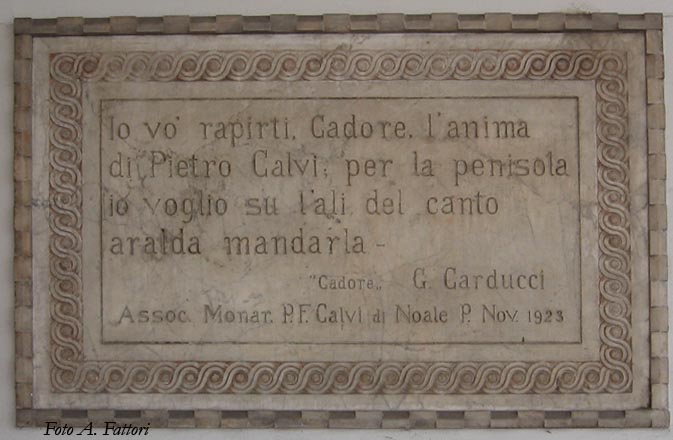 Io vo' rapirti, Cadore, l'anima
di Pietro Calvi; per la penisola
io voglio su l'ali del canto
aralda mandarla -
"Cadore„ G. Carducci
Assoc. Monar. P.F. Calvi di Noale P. Nov. 1923
Foto A. Fattori